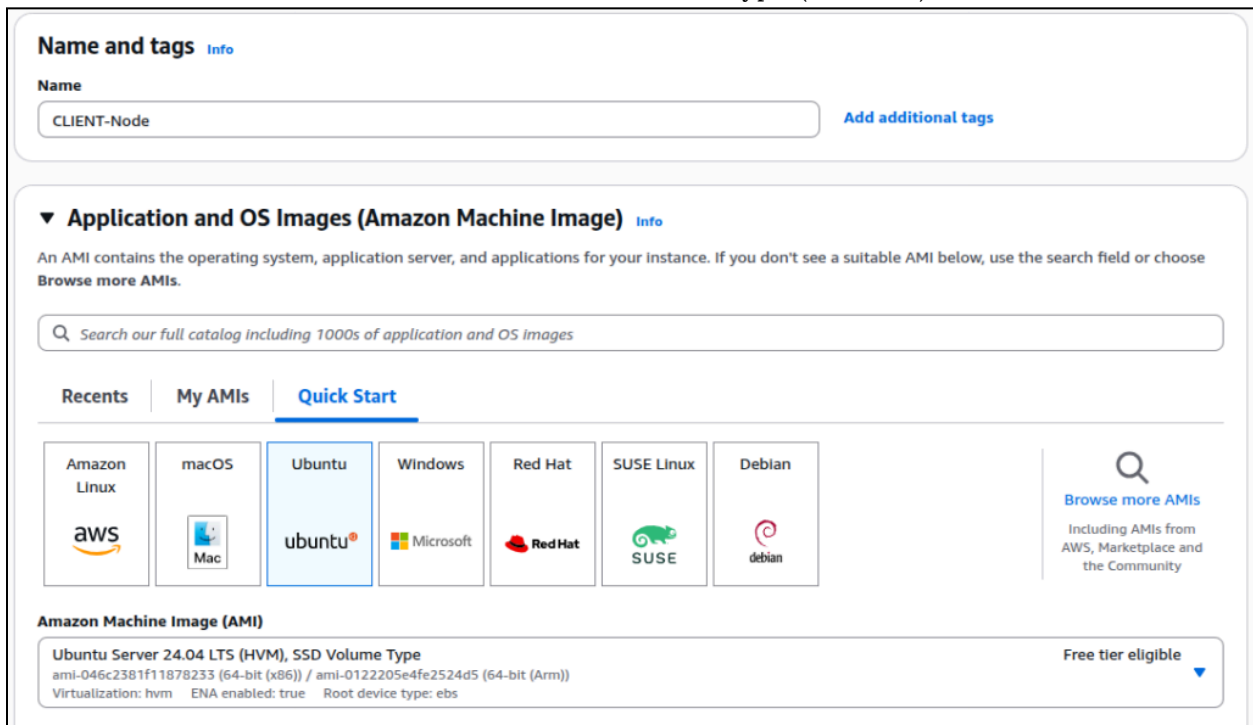 Name and tags Info
Name
CLIENT-Node
Add additional tags
▼ Application and OS Images (Amazon Machine Image) Info
An AMI contains the operating system, application server, and applications for your instance. If you don't see a suitable AMI below, use the search field or choose
Browse more AMIs.
Search our full catalog including 1000s of application and OS images
Recents
My AMIs
Quick Start
Amazon
Linux
aws
macOS
Mac
Ubuntu
ubuntu®
Windows
Microsoft
Red Hat
Red Hat
SUSE Linux
SUSE
Debian
debian
Browse more AMIs
Including AMIs from
AWS, Marketplace and
the Community
Amazon Machine Image (AMI)
Ubuntu Server 24.04 LTS (HVM), SSD Volume Type
Free tier eligible
ami-046c2381f11878233 (64-bit (x86)) / ami-0122205e4fe2524d5 (64-bit (Arm))
Virtualization: hvm ENA enabled: true Root device type: ebs